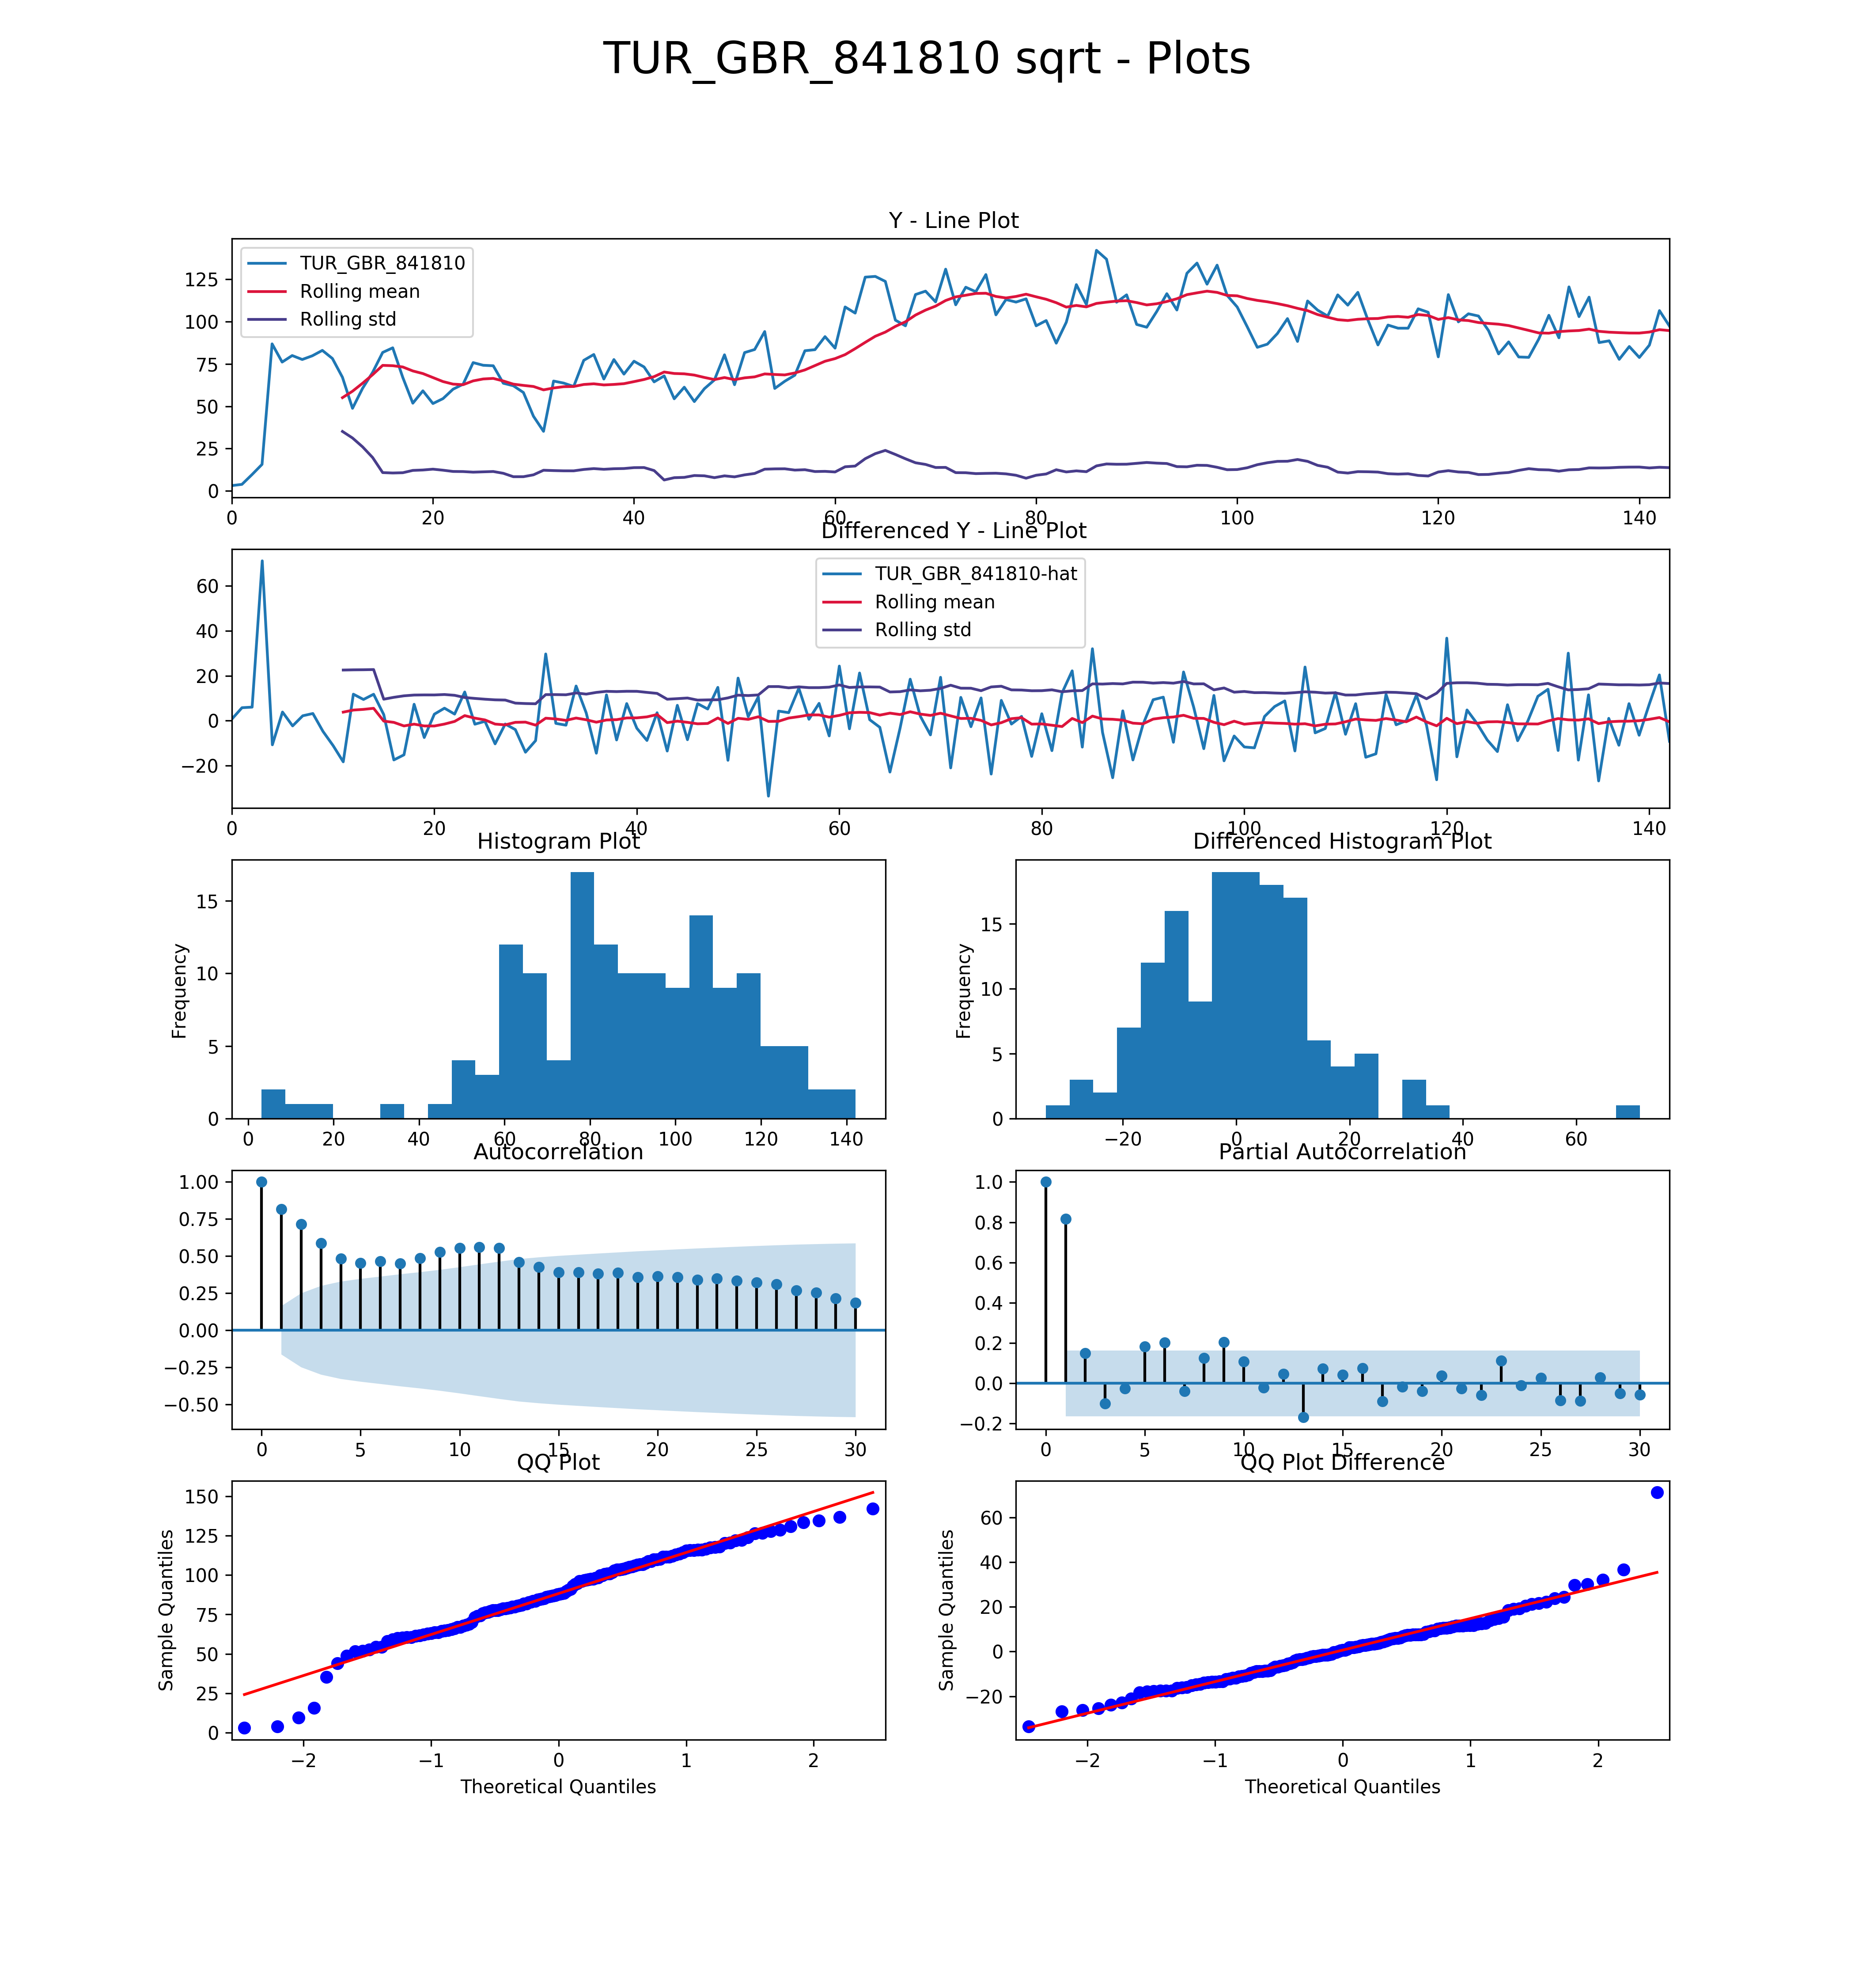 TUR_GBR_841810 sqrt - Plots
Y - Line Plot
TUR_GBR_841810
Rolling mean
Rolling std
125
100
75
50
25
0
0 20 40 60 80 100 120 140
Differenced Y - Line Plot
TUR_GBR_841810-hat
Rolling mean
Rolling std
60
40
20
0
−20
0 20 40 60 80 100 120 140
Histogram Plot
Frequency
15
10
5
0
0 20 40 60 80 100 120 140
Differenced Histogram Plot
Frequency
15
10
5
0
−20 0 20 40 60
Autocorrelation
1.00
0.75
0.50
0.25
0.00
−0.25
−0.50
0 5 10 15 20 25 30
Partial Autocorrelation
1.0
0.8
0.6
0.4
0.2
0.0
−0.2
0 5 10 15 20 25 30
QQ Plot
Sample Quantiles
150
125
100
75
50
25
0
−2 −1 0 1 2
Theoretical Quantiles
QQ Plot Difference
Sample Quantiles
60
40
20
0
−20
−2 −1 0 1 2
Theoretical Quantiles